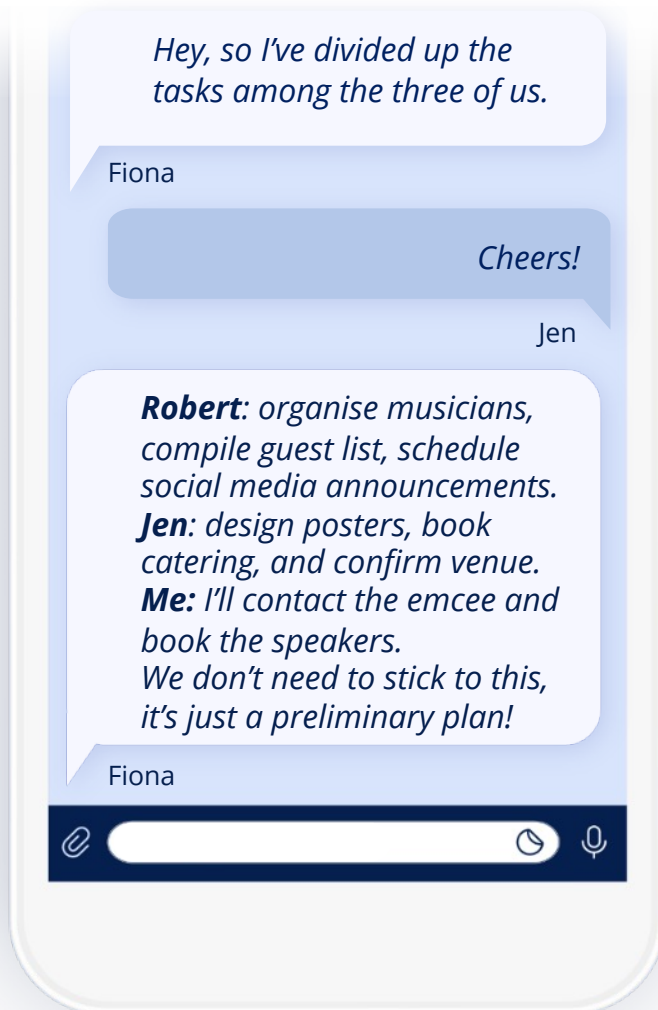 Hey, so I’ve divided up the
tasks among the three of us.
Fiona
Cheers!
Jen
Robert: organise musicians,
compile guest list, schedule
social media announcements.
Jen: design posters, book
catering, and confirm venue.
Me: I’ll contact the emcee and
book the speakers.
We don’t need to stick to this,
it’s just a preliminary plan!
Fiona